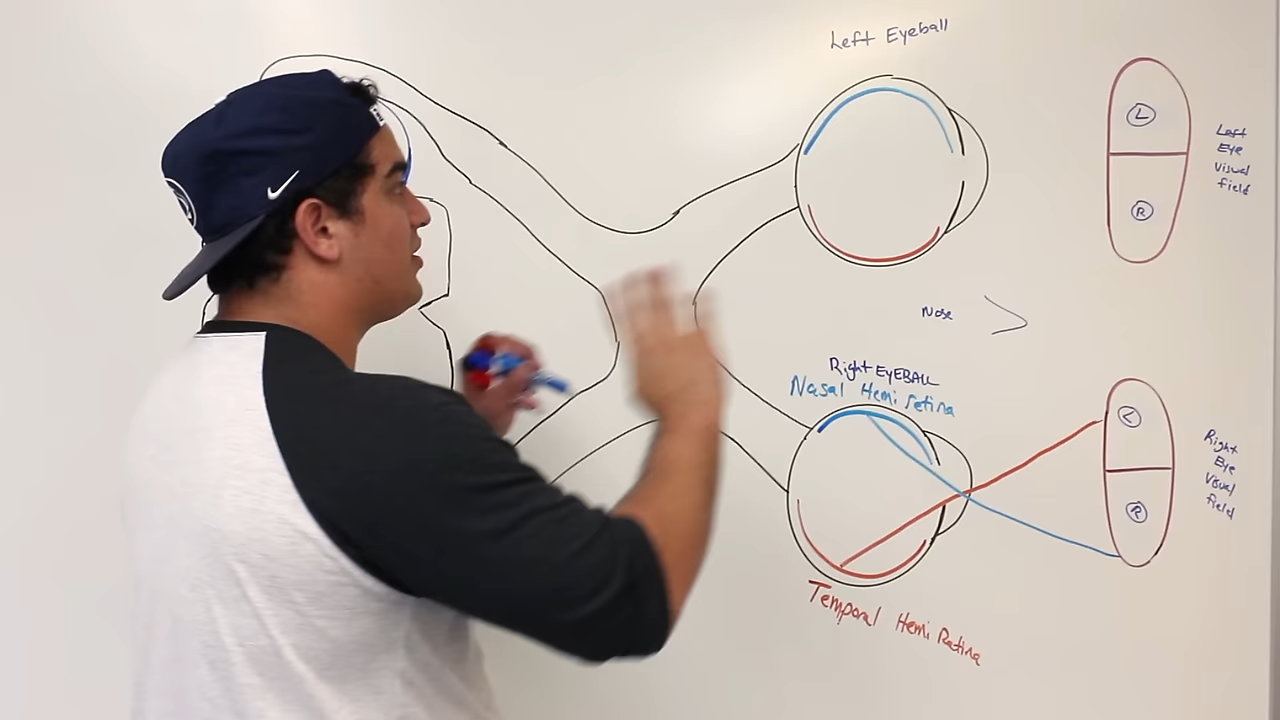 Left Eyeball
L
R
Left
Eye
Visual
field
Nose
Right EYEBALL
Nasal Hemi retina
L
R
Right
Eye
Visual
field
Temporal Hemi Retina